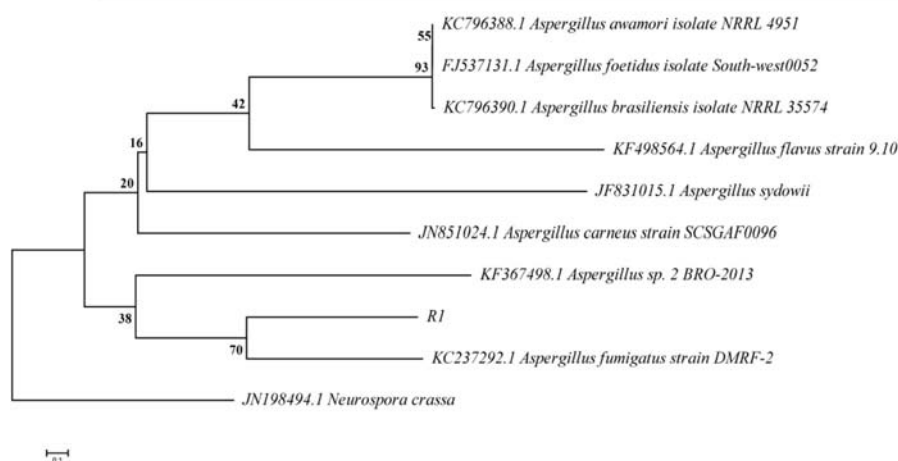 KC796388.1 Aspergillus awamori isolate NRRL 4951
55
FJ537131.1 Aspergillus foetidus isolate South-west0052
93
42
KC796390.1 Aspergillus brasiliensis isolate NRRL 35574
16
KF498564.1 Aspergillus flavus strain 9.10
20
JF831015.1 Aspergillus sydowii
JN851024.1 Aspergillus carneus strain SCSGAF0096
KF367498.1 Aspergillus sp. 2 BRO-2013
38
R1
70
KC237292.1 Aspergillus fumigatus strain DMRF-2
JN198494.1 Neurospora crassa